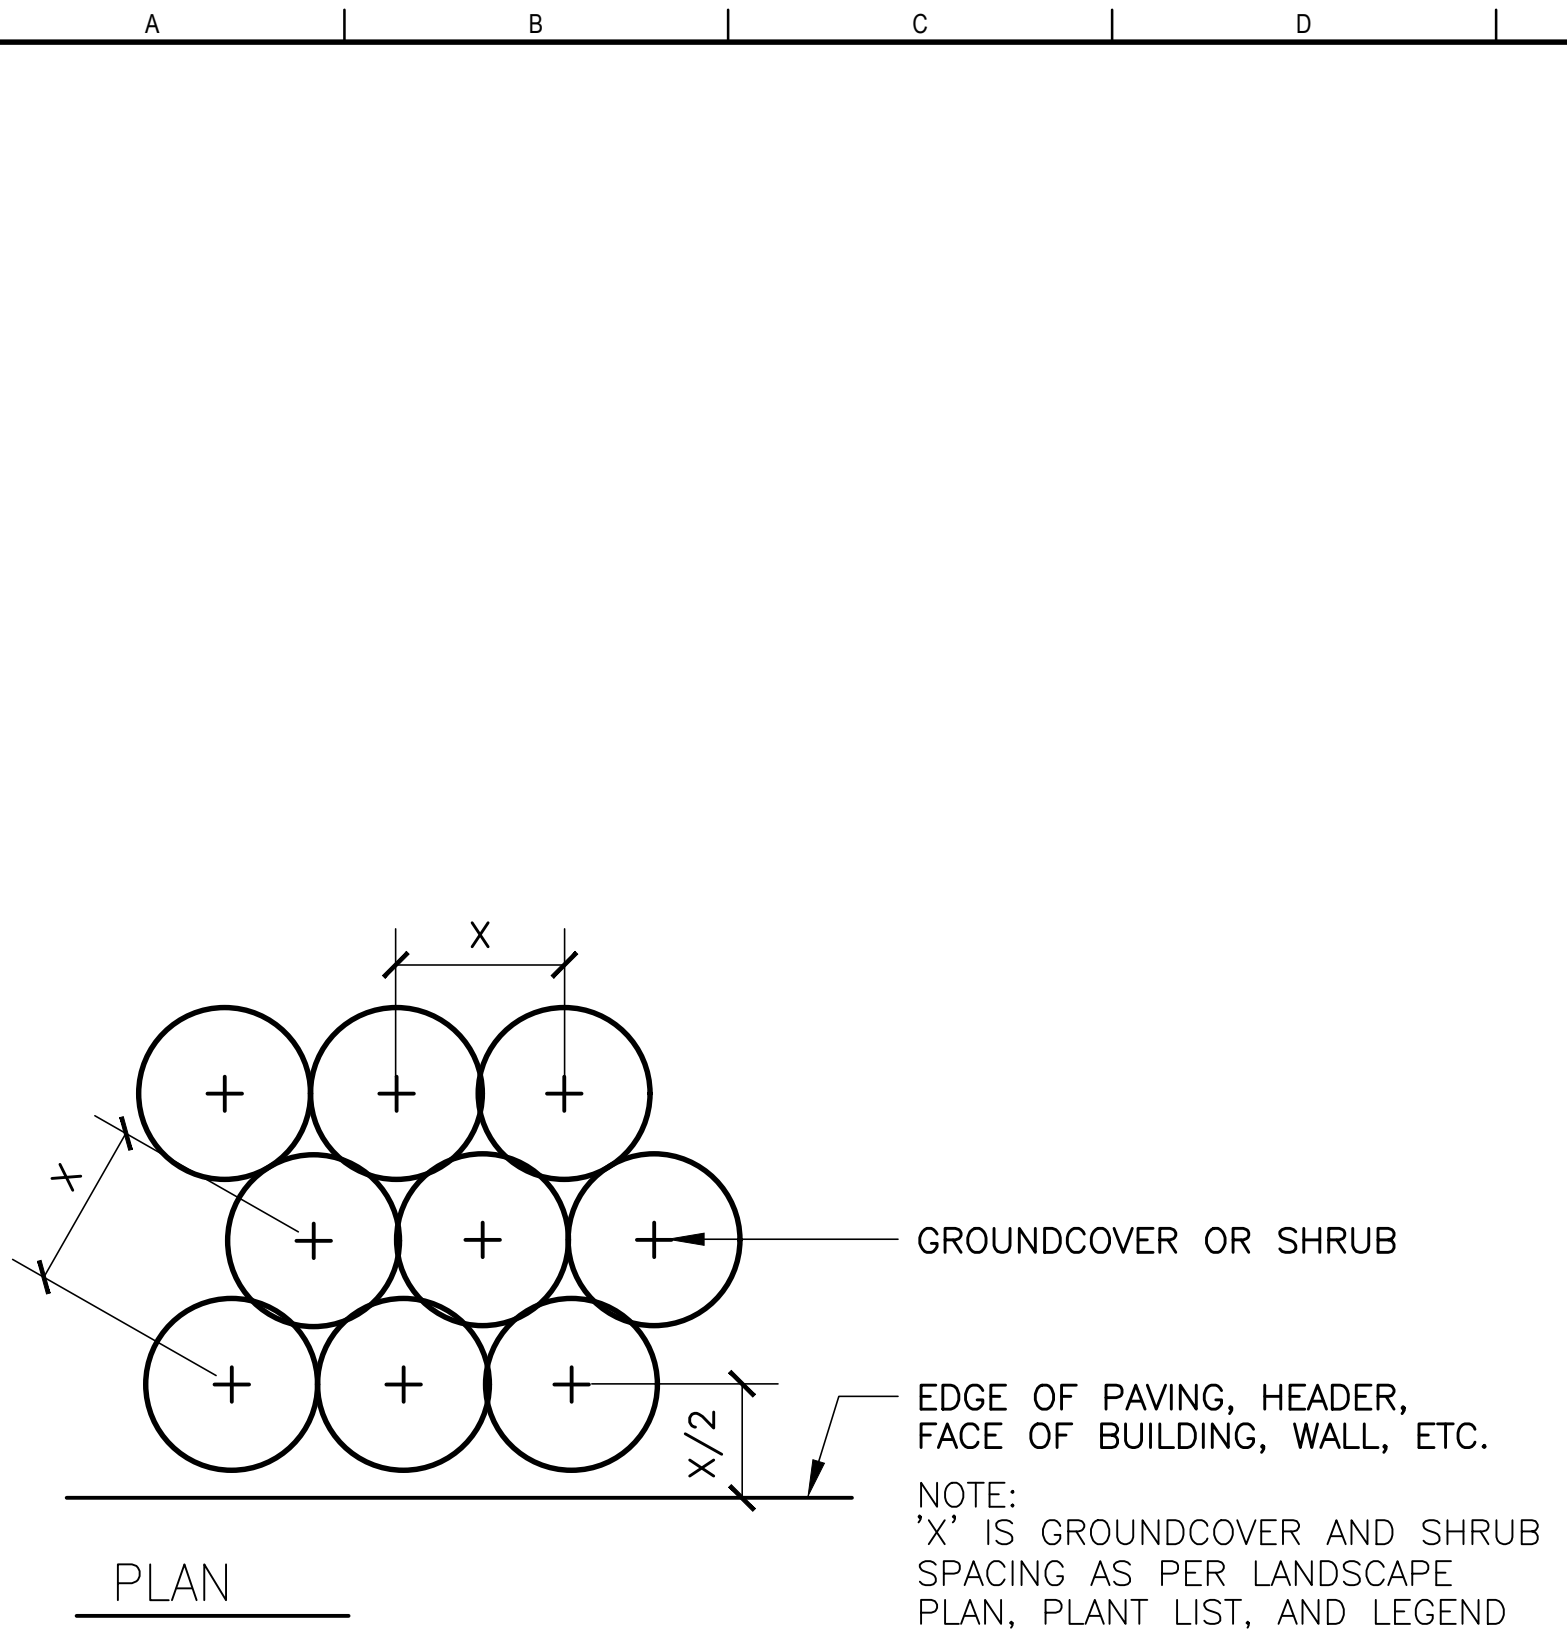 A B C D
X
X
GROUNDCOVER OR SHRUB
EDGE OF PAVING, HEADER,
FACE OF BUILDING, WALL, ETC.
X/2
NOTE:
'X' IS GROUNDCOVER AND SHRUB
SPACING AS PER LANDSCAPE
PLAN, PLANT LIST, AND LEGEND
PLAN